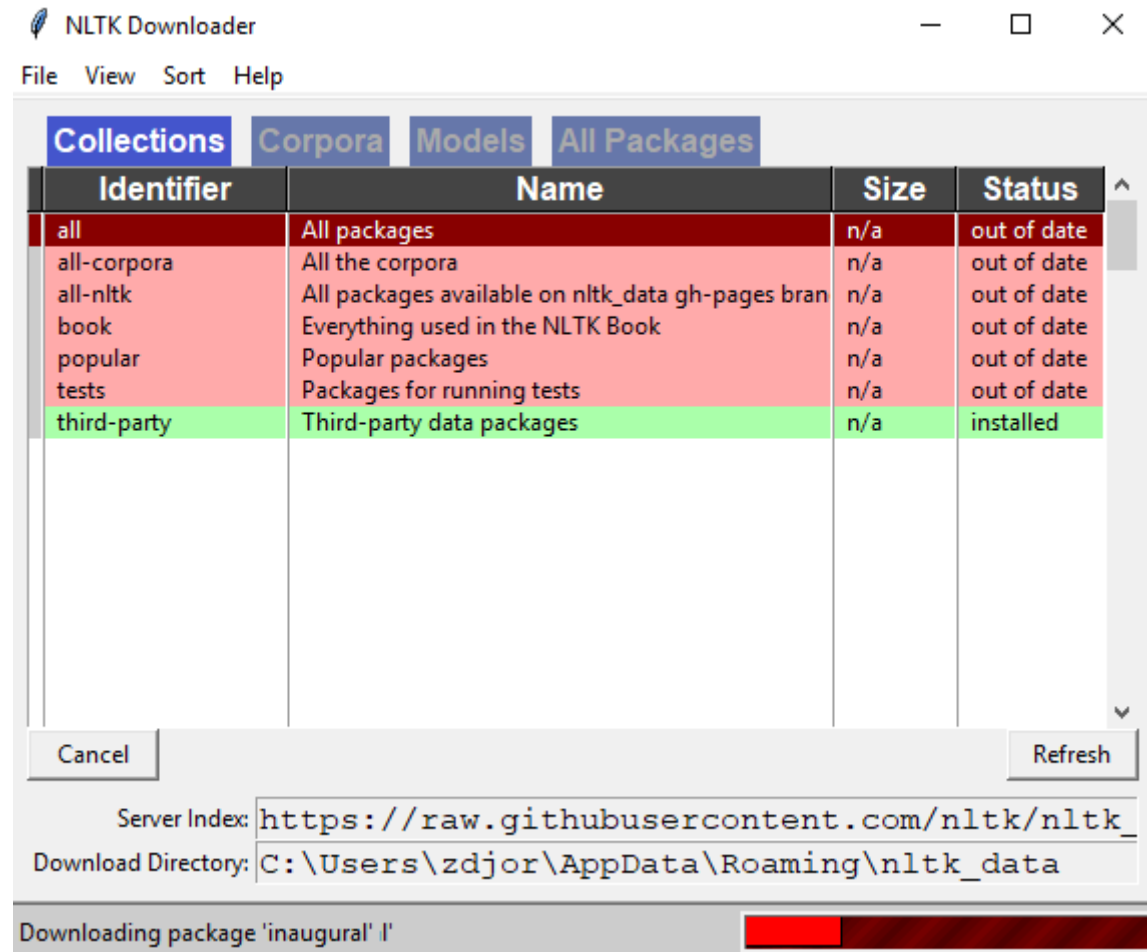 NLTK Downloader
File View Sort Help
Collections Corpora Models All Packages
Identifier Name Size Status
all All packages n/a out of date
all-corpora All the corpora n/a out of date
all-nltk All packages available on nltk_data gh-pages bran n/a out of date
book Everything used in the NLTK Book n/a out of date
popular Popular packages n/a out of date
tests Packages for running tests n/a out of date
third-party Third-party data packages n/a installed
Cancel Refresh
Server Index: https://raw.githubusercontent.com/nltk/nltk_
Download Directory: C:\Users\zdjor\AppData\Roaming\nltk_data
Downloading package 'inaugural'